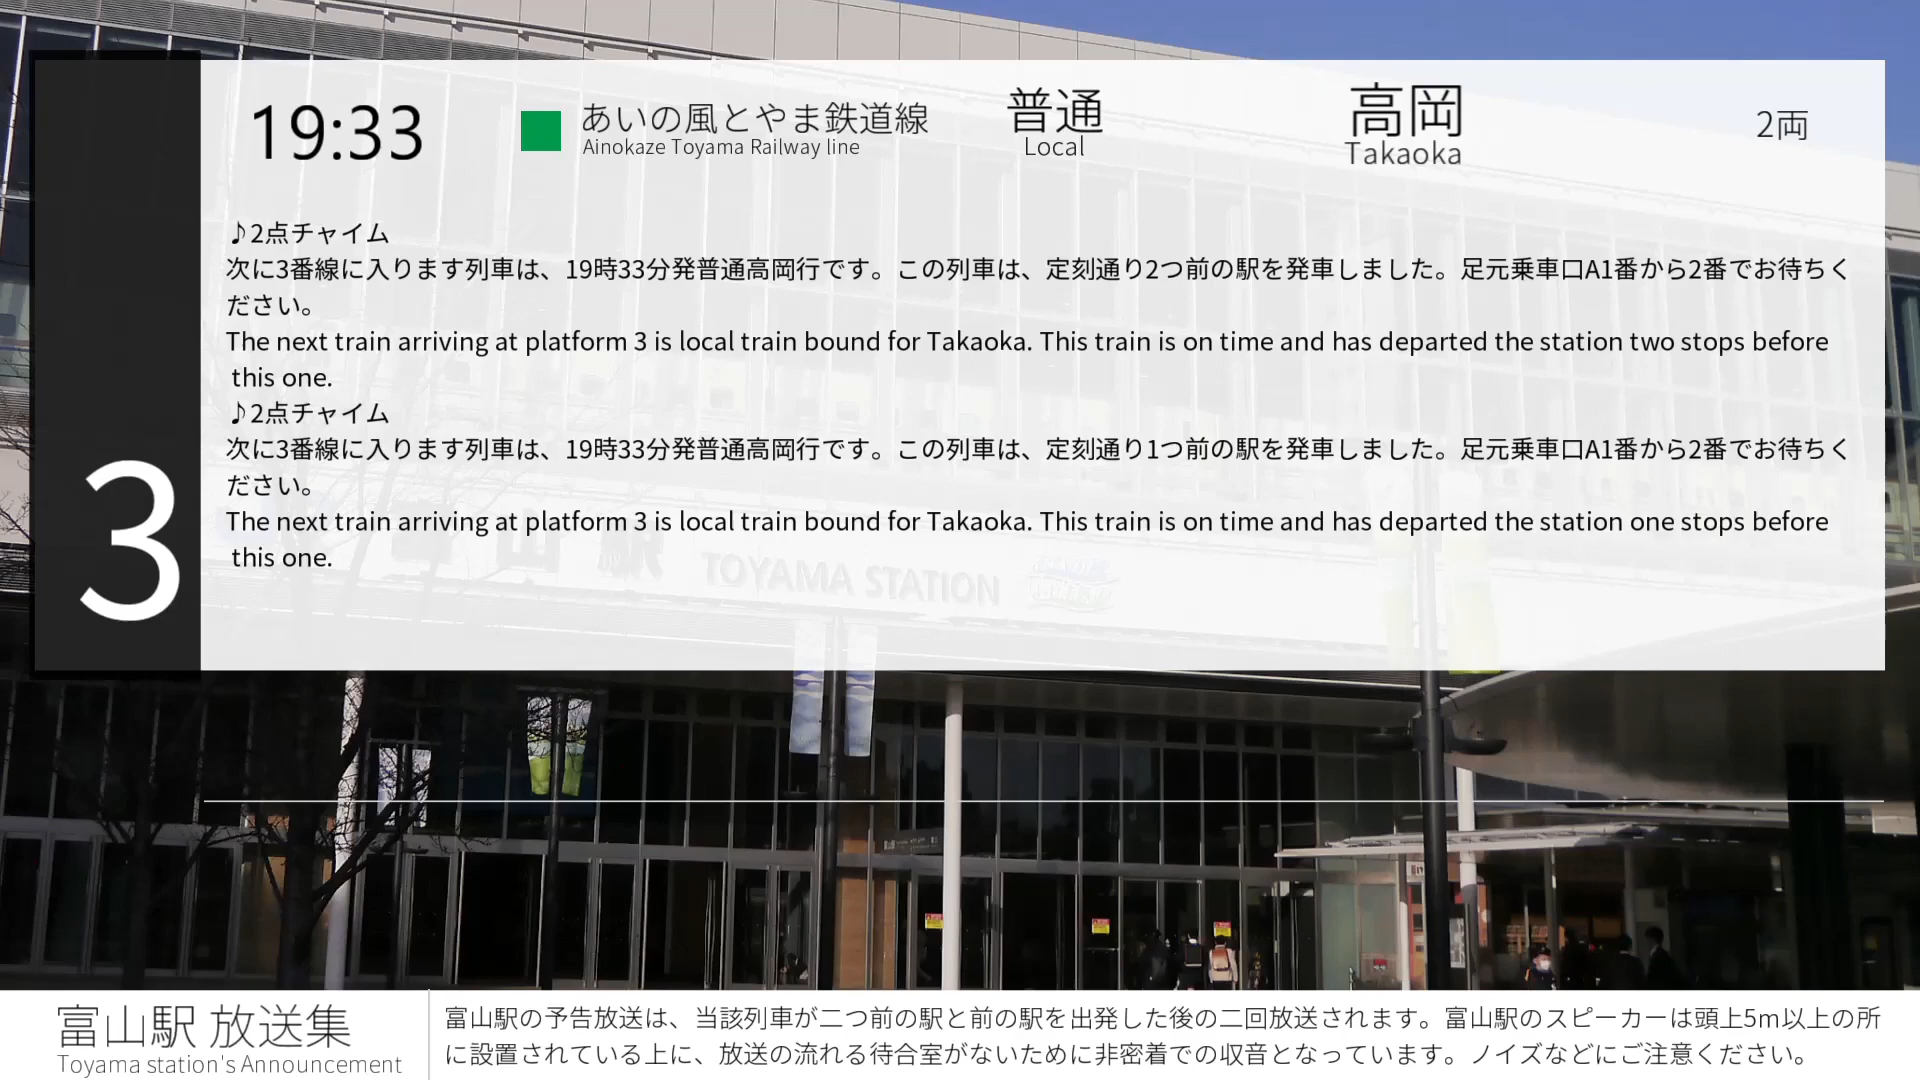 19:33
あいの風とやま鉄道線
Ainokaze Toyama Railway line
普通
Local
高岡
Takaoka
2両
♪2点チャイム
次に3番線に入ります列車は、19時33分発普通高岡行です。この列車は、定刻通り2つ前の駅を発車しました。足元乗車口A1番から2番でお待ちく
ださい。
The next train arriving at platform 3 is local train bound for Takaoka. This train is on time and has departed the station two stops before
this one.
♪2点チャイム
次に3番線に入ります列車は、19時33分発普通高岡行です。この列車は、定刻通り1つ前の駅を発車しました。足元乗車口A1番から2番でお待ちく
ださい。
The next train arriving at platform 3 is local train bound for Takaoka. This train is on time and has departed the station one stops before
this one.
3
山駅 TOYAMA STATION
富山駅 放送集
Toyama station's Announcement
富山駅の予告放送は、当該列車が二つ前の駅と前の駅を出発した後の二回放送されます。富山駅のスピーカーは頭上5m以上の所
に設置されている上に、放送の流れる待合室がないために非密着での収音となっています。ノイズなどにご注意ください。